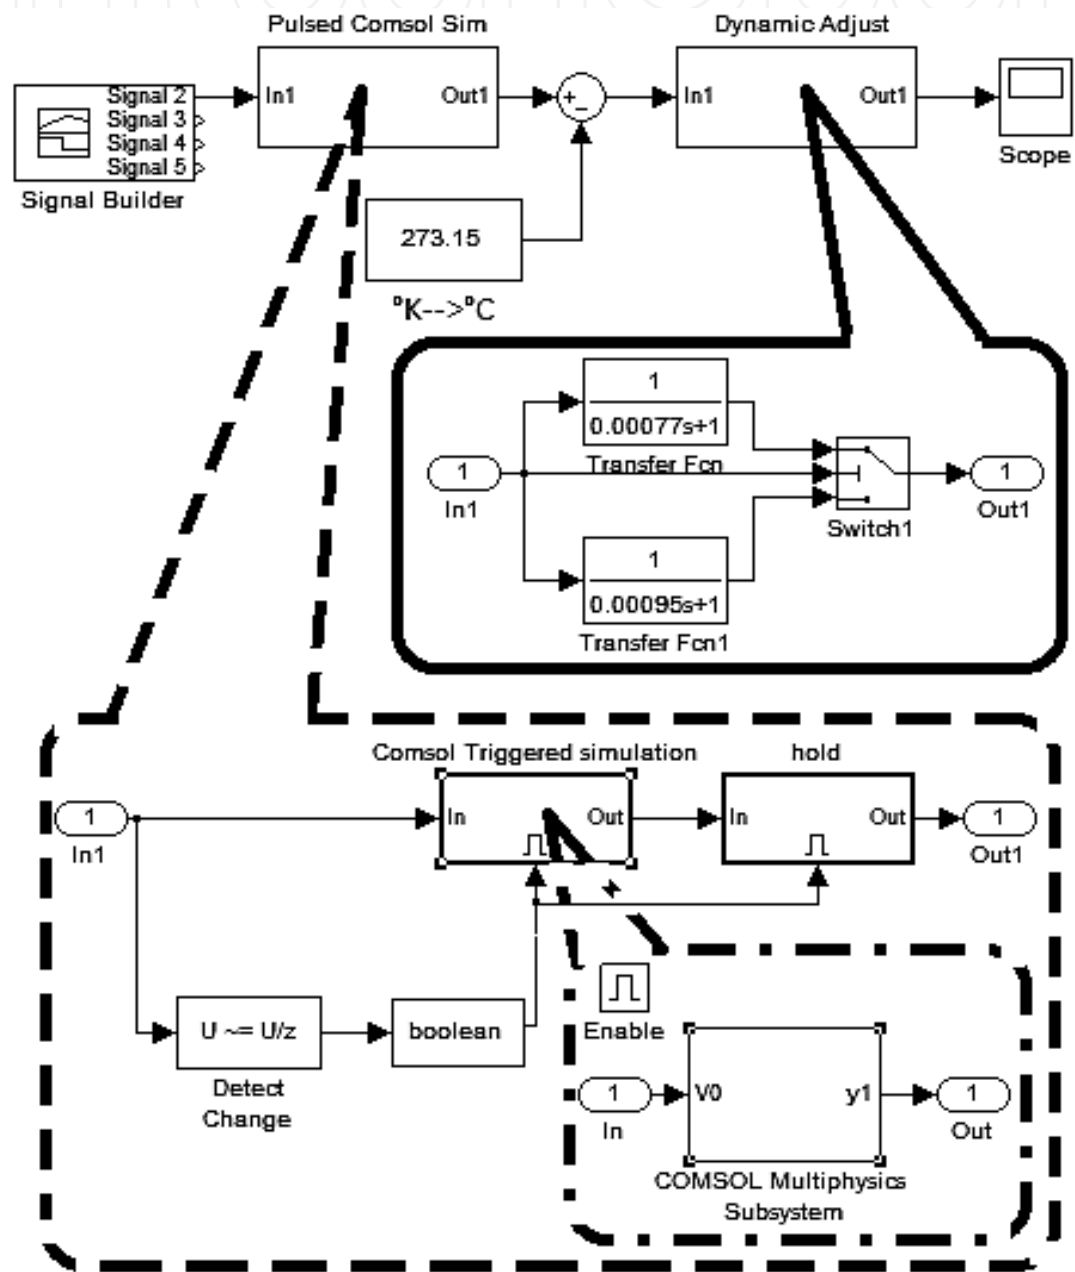 Pulsed Comsol Sim
Dynamic Adjust
Signal 2
Signal 3
Signal 4
Signal 5
Signal Builder
In1
Out1
+
−
In1
Out1
Scope
273.15
°K-->°C
1
0.00077s+1
Transfer Fcn
1
In1
Switch1
1
Out1
1
0.00095s+1
Transfer Fcn1
Comsol Triggered simulation
hold
1
In1
In
Out
In
Out
1
Out1
U ~= U/z
Detect
Change
boolean
Enable
1
In
V0
y1
1
Out
COMSOL Multiphysics
Subsystem